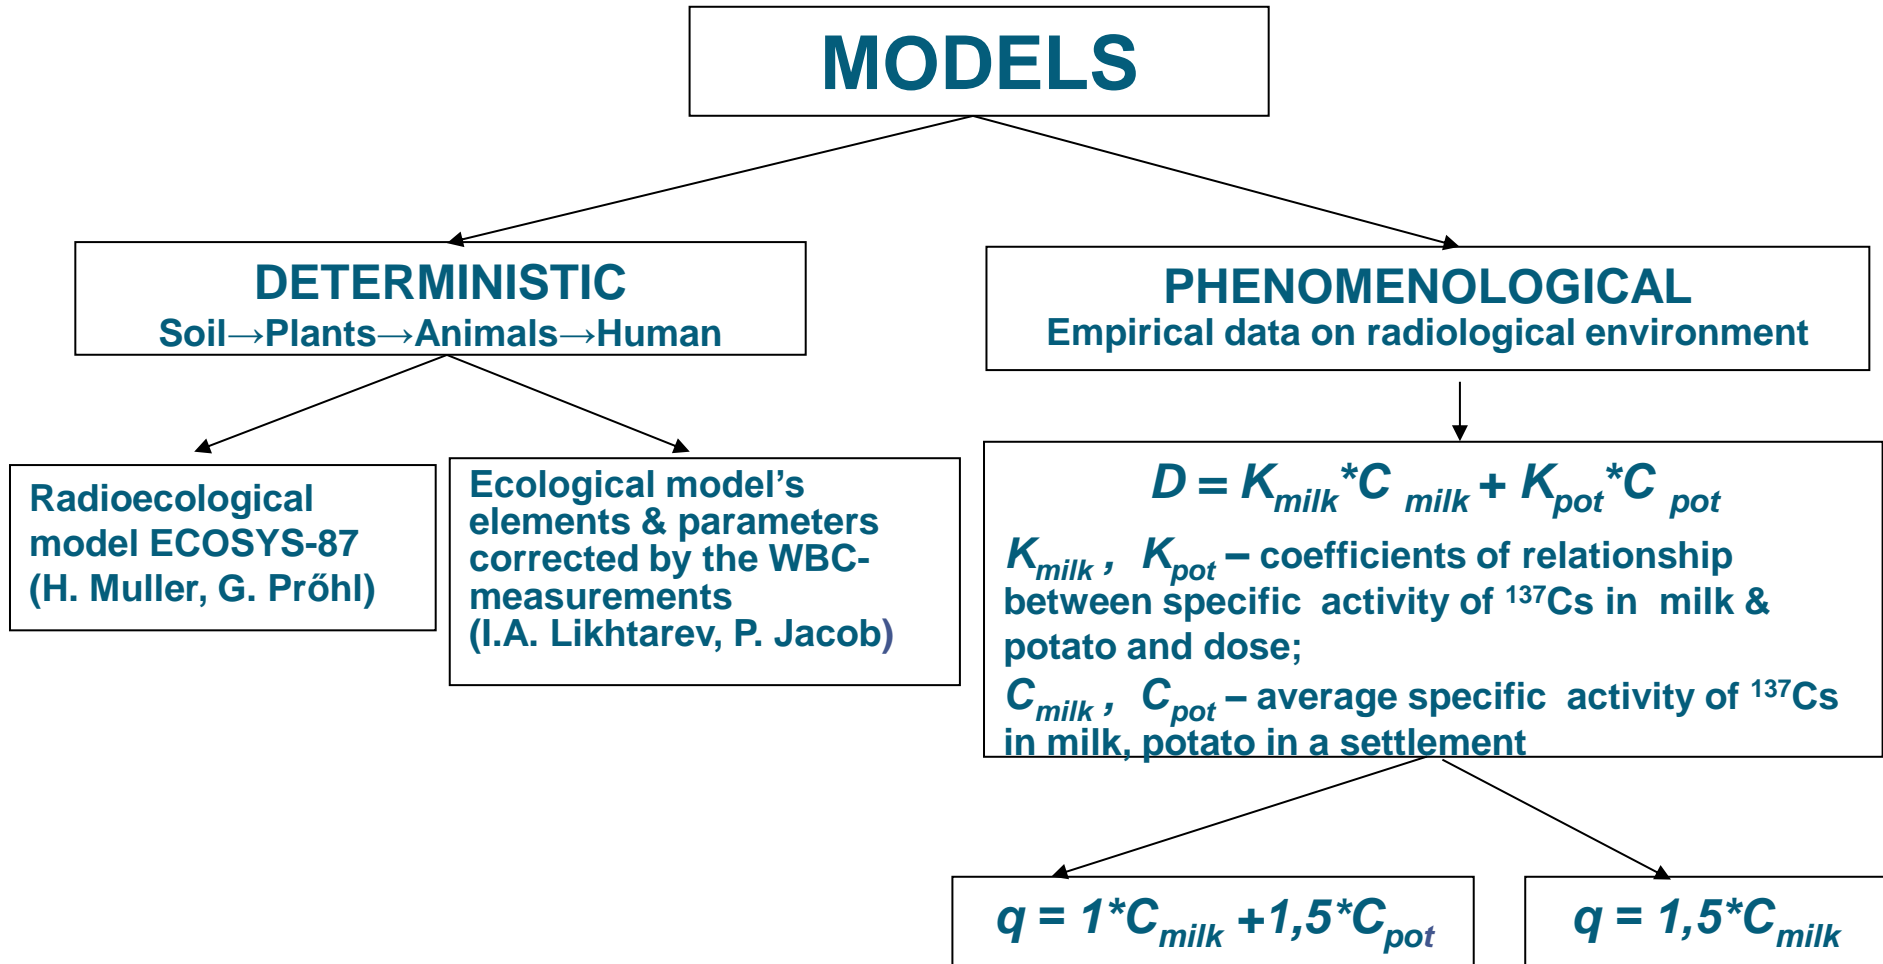 MODELS
DETERMINISTIC
Soil→Plants→Animals→Human
PHENOMENOLOGICAL
Empirical data on radiological environment
Radioecological
model ECOSYS-87
(H. Muller, G. Prőhl)
Ecological model’s
elements & parameters
corrected by the WBC-
measurements
(I.A. Likhtarev, P. Jacob)
D = Kmilk*C milk + Kpot*C pot
Kmilk , Kpot – coefficients of relationship
between specific activity of ¹³⁷Cs in milk &
potato and dose;
Cmilk , Cpot – average specific activity of ¹³⁷Cs
in milk, potato in a settlement
q = 1*Cmilk +1,5*Cpot
q = 1,5*Cmilk